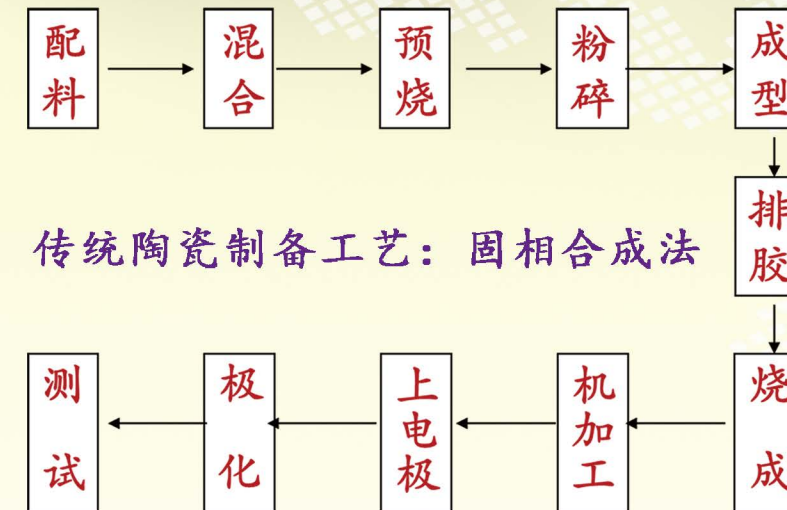 配料
混合
预烧
粉碎
成型
排胶
传统陶瓷制备工艺：固相合成法
烧成
机加工
上电极
极化
测试